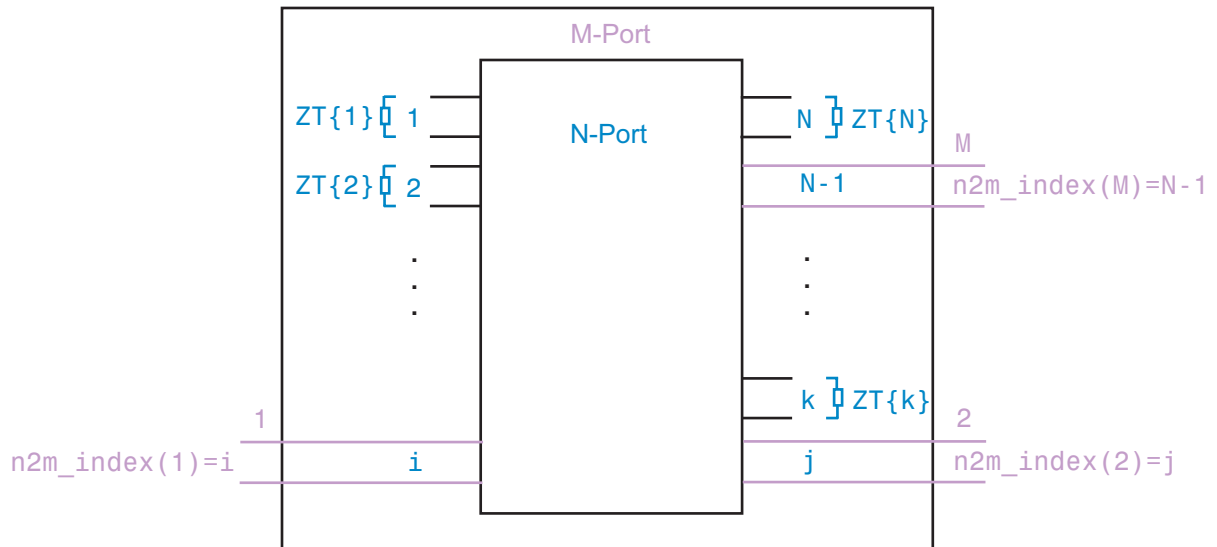 M-Port
ZT{1} 1
N ZT{N}
N-Port
M
ZT{2} 2
N-1
n2m_index(M)=N-1
k ZT{k}
1
2
n2m_index(1)=i
i
j
n2m_index(2)=j